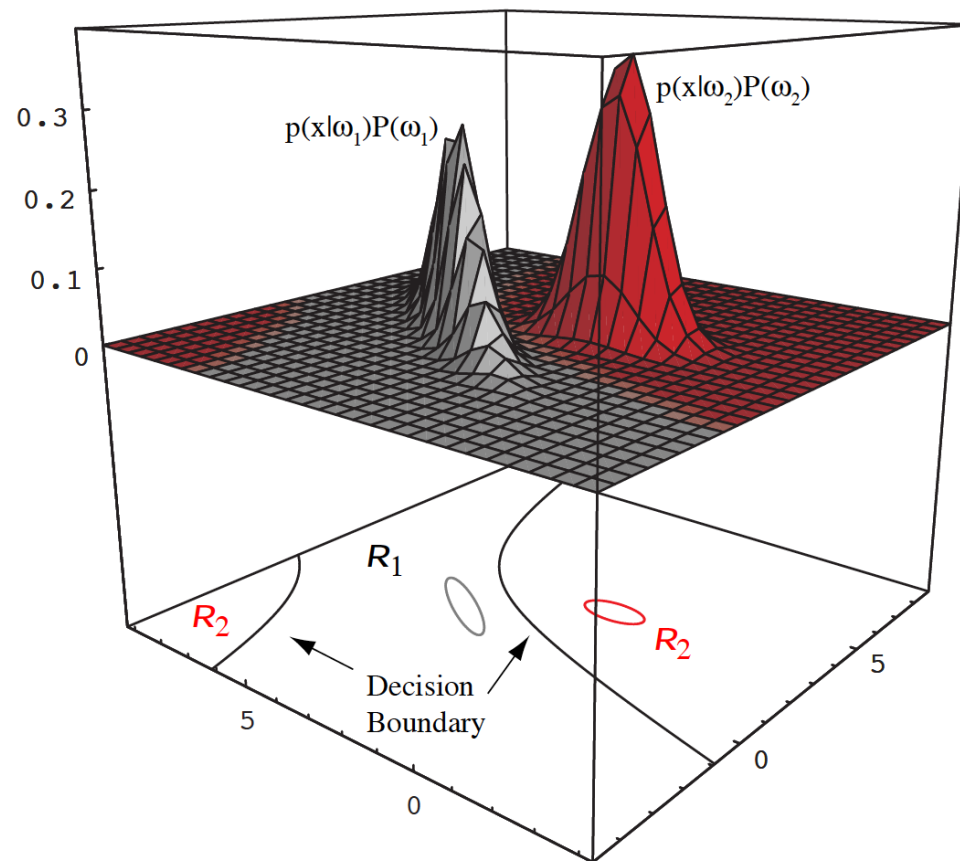 p(x|ω₂)P(ω₂)
0.3
p(x|ω₁)P(ω₁)
0.2
0.1
0
R₁
R₂
R₂
5
Decision
Boundary
5
0
0